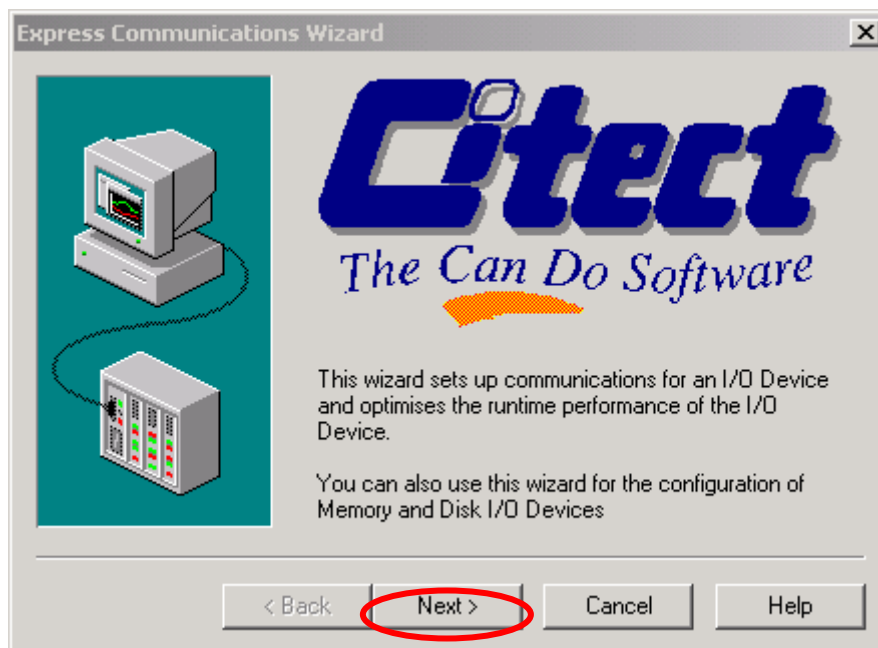 Express Communications Wizard
Citect
The Can Do Software
This wizard sets up communications for an I/O Device
and optimises the runtime performance of the I/O
Device.
You can also use this wizard for the configuration of
Memory and Disk I/O Devices
< Back
Next >
Cancel
Help